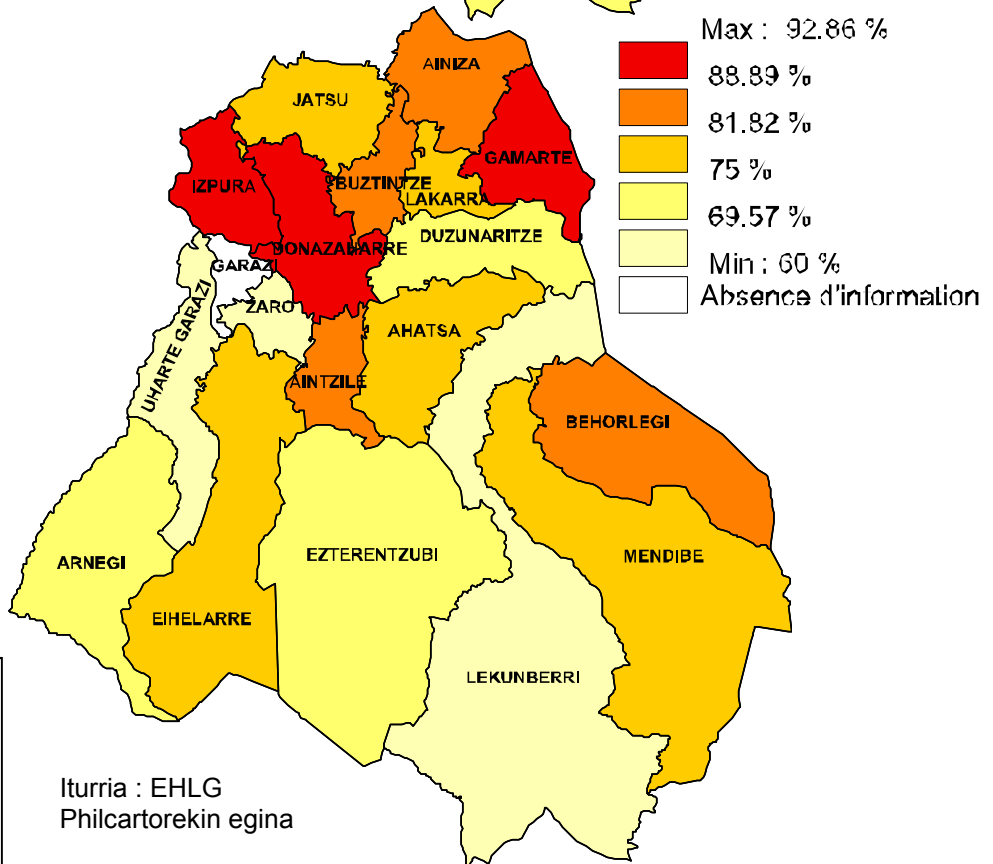 Max : 92.86 %
88.89 %
81.82 %
75 %
69.57 %
Min : 60 %
Absence d'information
AINIZA
JATSU
GAMARTE
IZPURA
BUZTINTZE
LAKARRA
DUZUNARITZE
DONAZAHARRE
GARAZI
ZARO
UHARTE GARAZI
AHATSA
AINTZILE
BEHORLEGI
ARNEGI
EZTERENTZUBI
MENDIBE
EIHELARRE
LEKUNBERRI
Iturria : EHLG
Philcartorekin egina